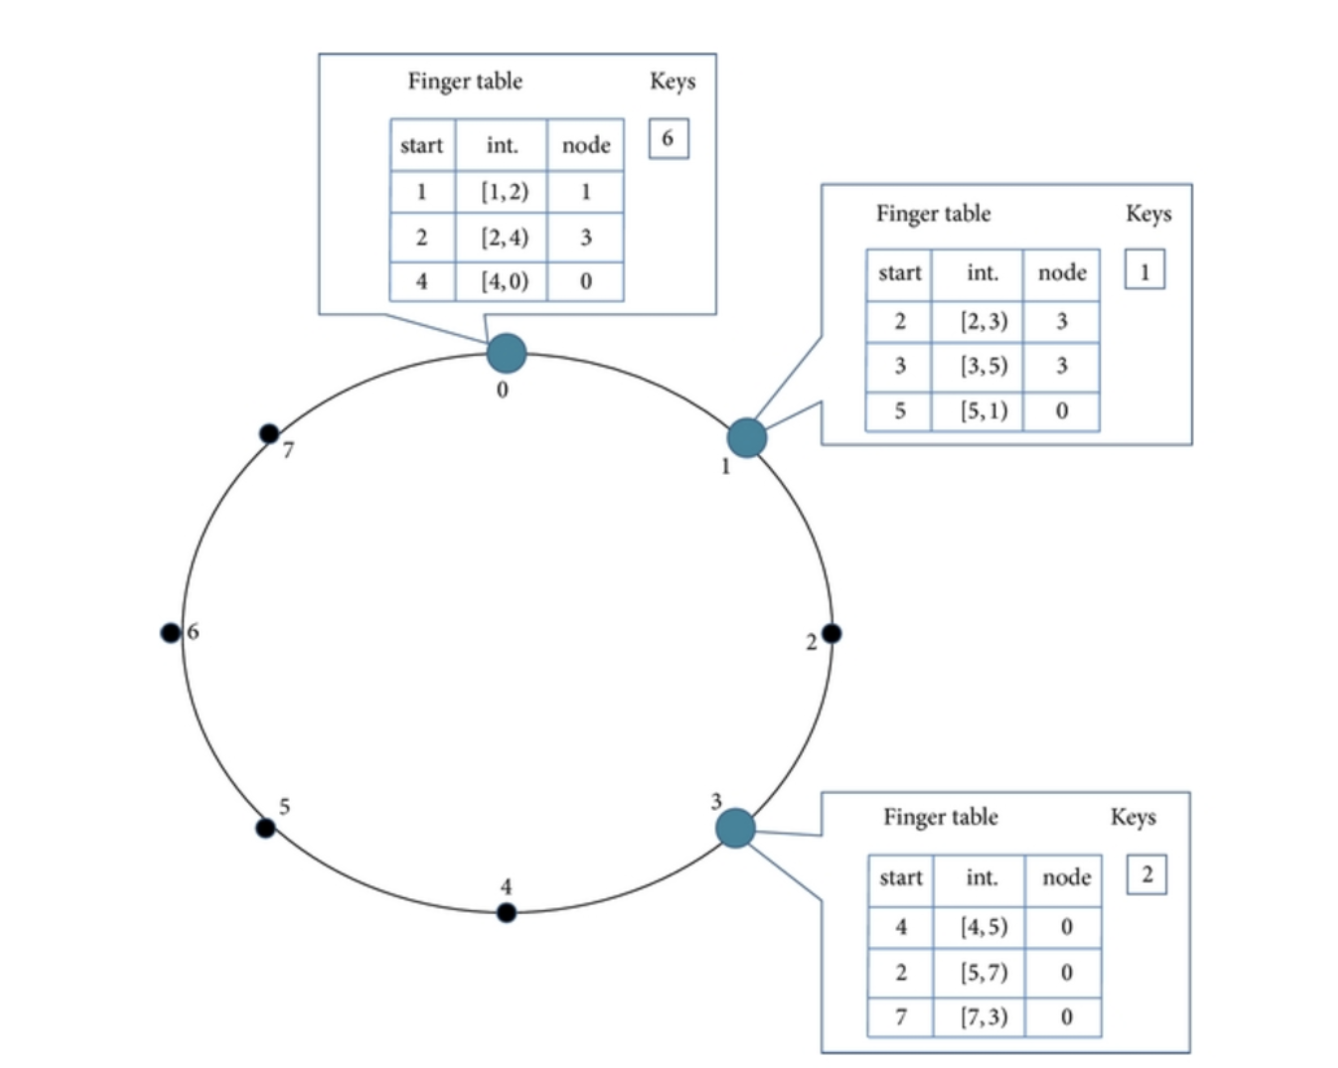 Finger table Keys
start int. node 6
1 [1,2) 1
2 [2,4) 3
4 [4,0) 0
Finger table Keys
start int. node 1
2 [2,3) 3
3 [3,5) 3
5 [5,1) 0
0
7
1
6
2
5
3
4
Finger table Keys
start int. node 2
4 [4,5) 0
2 [5,7) 0
7 [7,3) 0